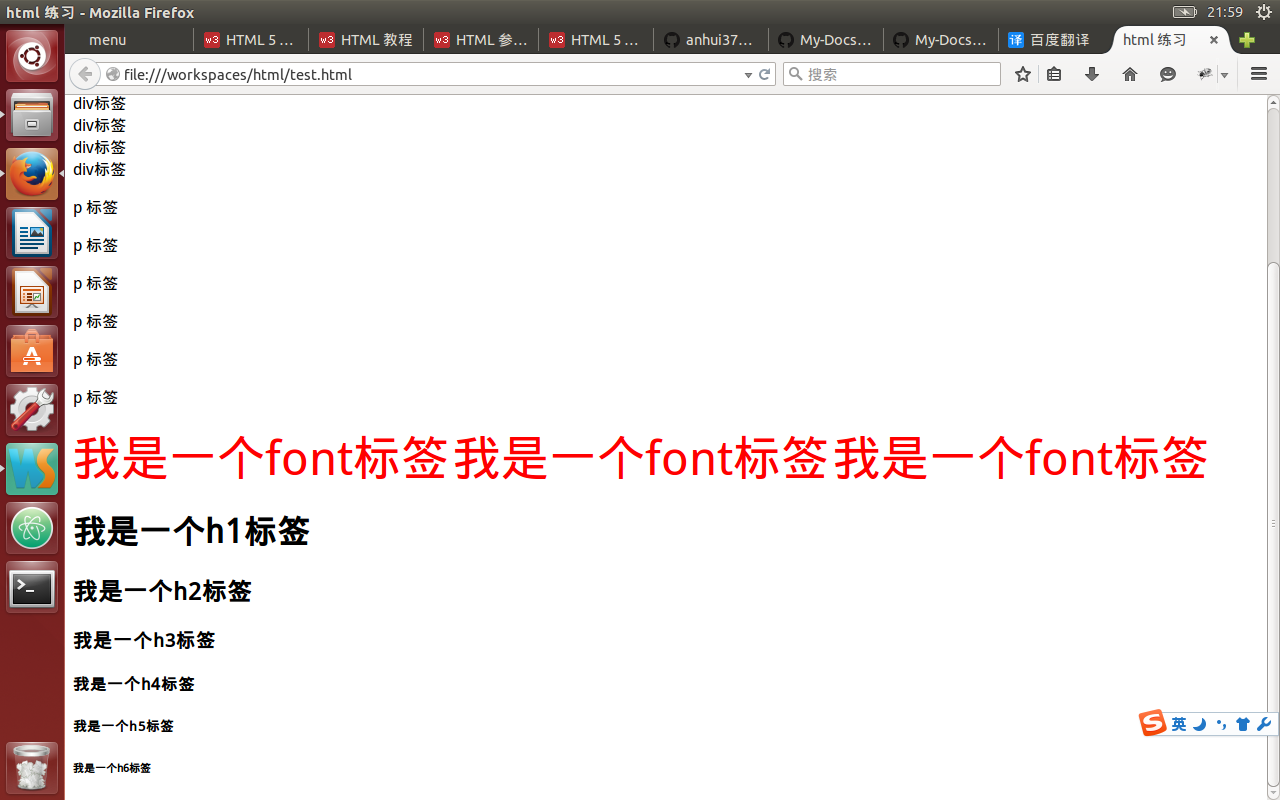 html 练习 - Mozilla Firefox
21:59
menu
HTML 5 ...
HTML 教程
HTML 参...
HTML 5 ...
anhui37...
My-Docs...
My-Docs...
百度翻译
html 练习
file:///workspaces/html/test.html
搜索
div标签
div标签
div标签
div标签
p 标签
p 标签
p 标签
p 标签
p 标签
p 标签
我是一个font标签我是一个font标签我是一个font标签
我是一个h1标签
我是一个h2标签
我是一个h3标签
我是一个h4标签
我是一个h5标签
我是一个h6标签
英